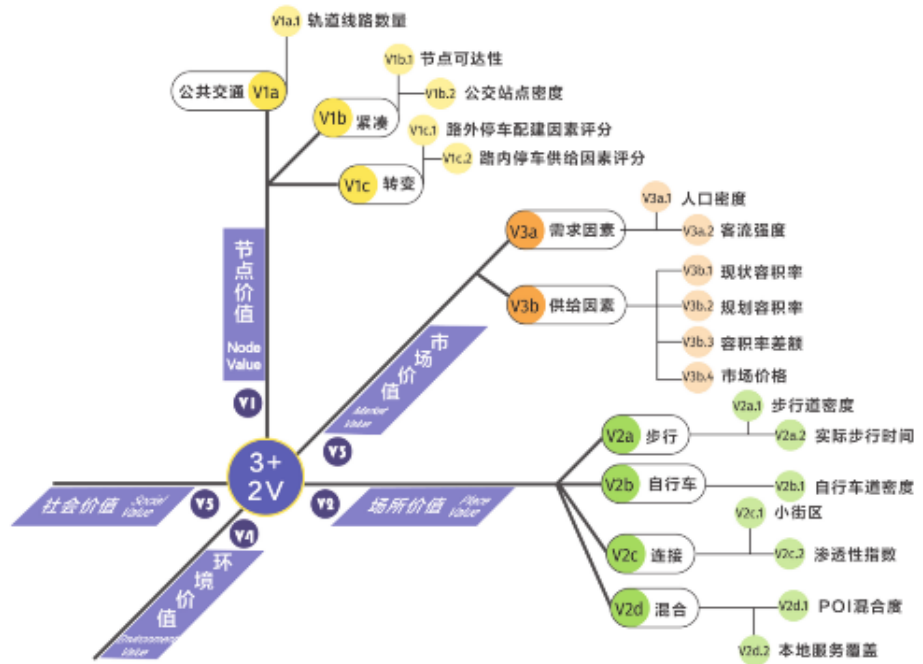 V1a.1 轨道线路数量
公共交通 V1a
V1b.1 节点可达性
V1b.2 公交站点密度
V1b 紧凑
V1c.1 路外停车配建因素评分
V1c.2 路内停车供给因素评分
V1c 转变
节点价值
Node
Value
V1
V3a.1 人口密度
V3a 需求因素
V3a.2 客流强度
V3b.1 现状容积率
V3b 供给因素
V3b.2 规划容积率
V3b.3 容积率差额
V3b.4 市场价格
市场价值
Market
Value
V3
3+
2V
V2a.1 步行道密度
V2a 步行
V2a.2 实际步行时间
V2b 自行车
V2b.1 自行车道密度
V2c.1 小街区
V2c 连接
V2c.2 渗透性指数
V2d 混合
V2d.1 POI混合度
V2d.2 本地服务覆盖
V2
场所价值
Place
Value
社会价值
Social
Value
V5
V4
环境价值
Environment
Value